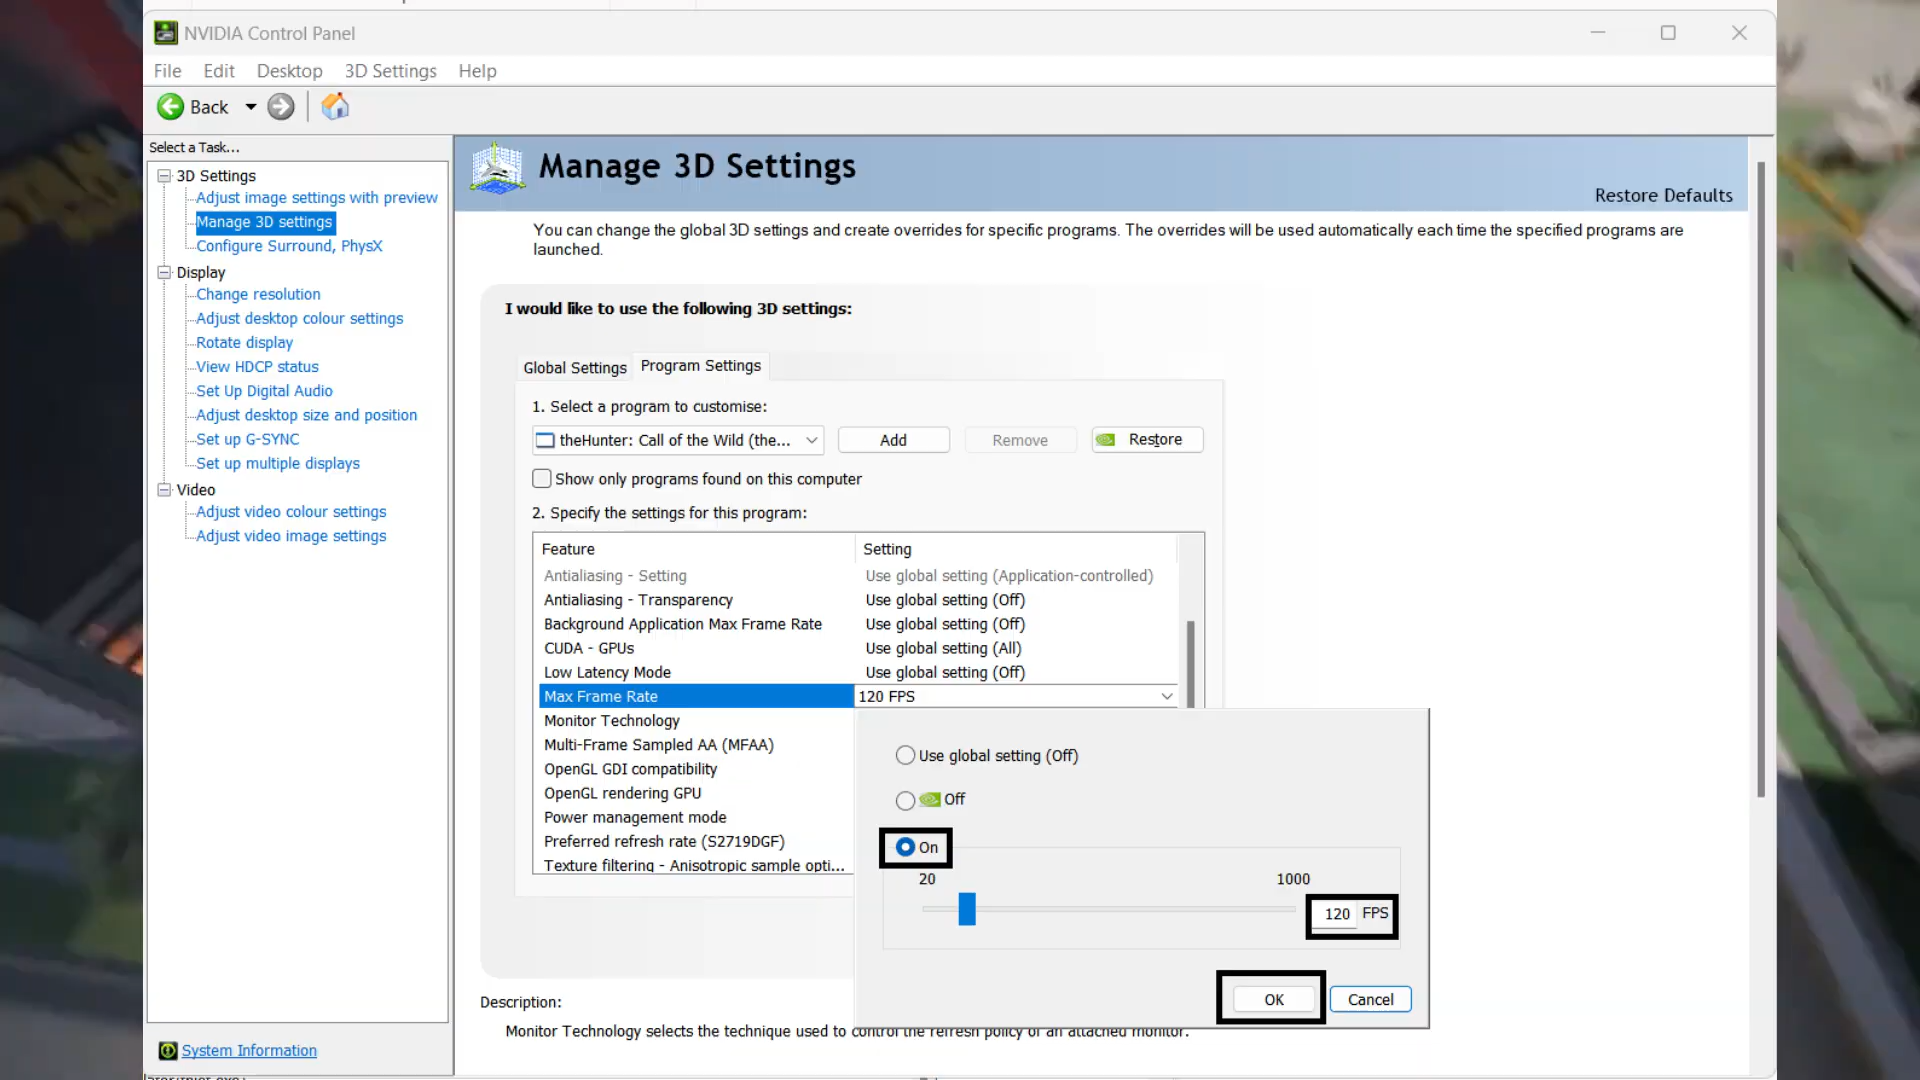 NVIDIA Control Panel
File Edit Desktop 3D Settings Help
Back
Select a Task...
3D Settings
Adjust image settings with preview
Manage 3D settings
Configure Surround, PhysX
Display
Change resolution
Adjust desktop colour settings
Rotate display
View HDCP status
Set Up Digital Audio
Adjust desktop size and position
Set up G-SYNC
Set up multiple displays
Video
Adjust video colour settings
Adjust video image settings
System Information
Manage 3D Settings
Restore Defaults
You can change the global 3D settings and create overrides for specific programs. The overrides will be used automatically each time the specified programs are
launched.
I would like to use the following 3D settings:
Global Settings Program Settings
1. Select a program to customise:
theHunter: Call of the Wild (the... Add Remove Restore
Show only programs found on this computer
2. Specify the settings for this program:
Feature Setting
Antialiasing - Setting Use global setting (Application-controlled)
Antialiasing - Transparency Use global setting (Off)
Background Application Max Frame Rate Use global setting (Off)
CUDA - GPUs Use global setting (All)
Low Latency Mode Use global setting (Off)
Max Frame Rate 120 FPS
Monitor Technology
Multi-Frame Sampled AA (MFAA)
OpenGL GDI compatibility
OpenGL rendering GPU
Power management mode
Preferred refresh rate (S2719DGF)
Texture filtering - Anisotropic sample opti...
Use global setting (Off)
Off
On
20 1000
120 FPS
OK Cancel
Description:
Monitor Technology selects the technique used to control the refresh policy of an attached monitor.